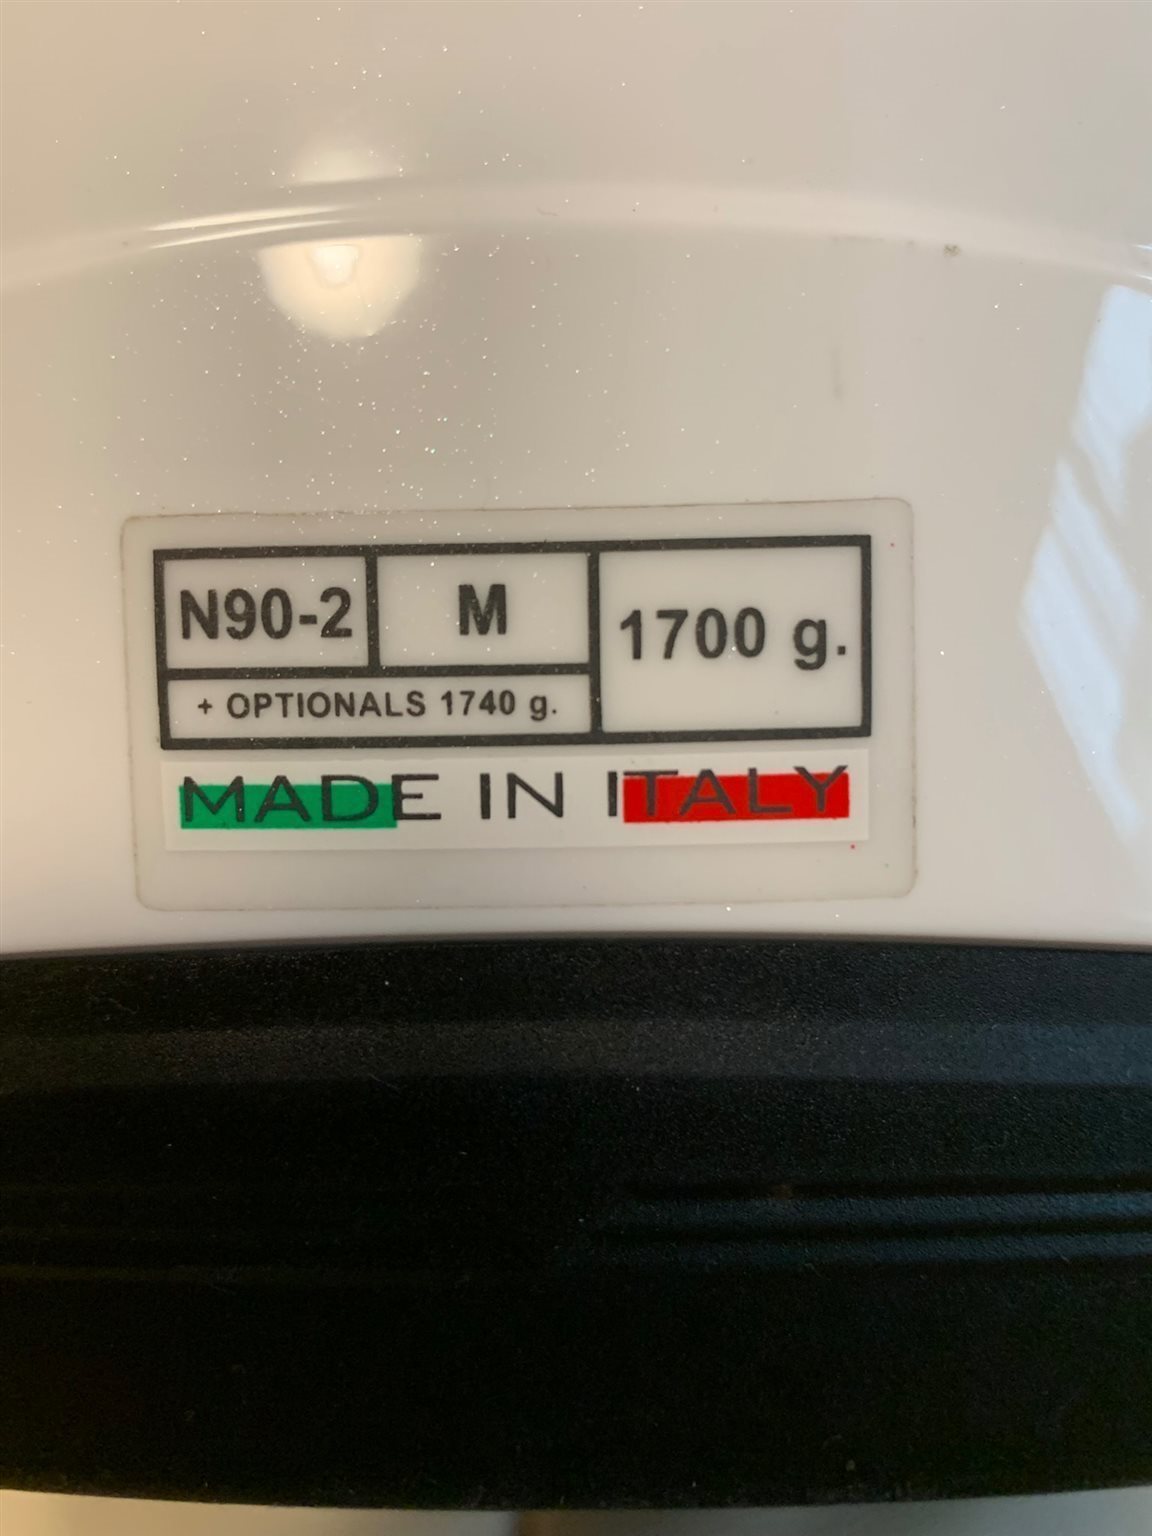 N90-2 M 1700 g.
+ OPTIONALS 1740 g.
MADE IN ITALY